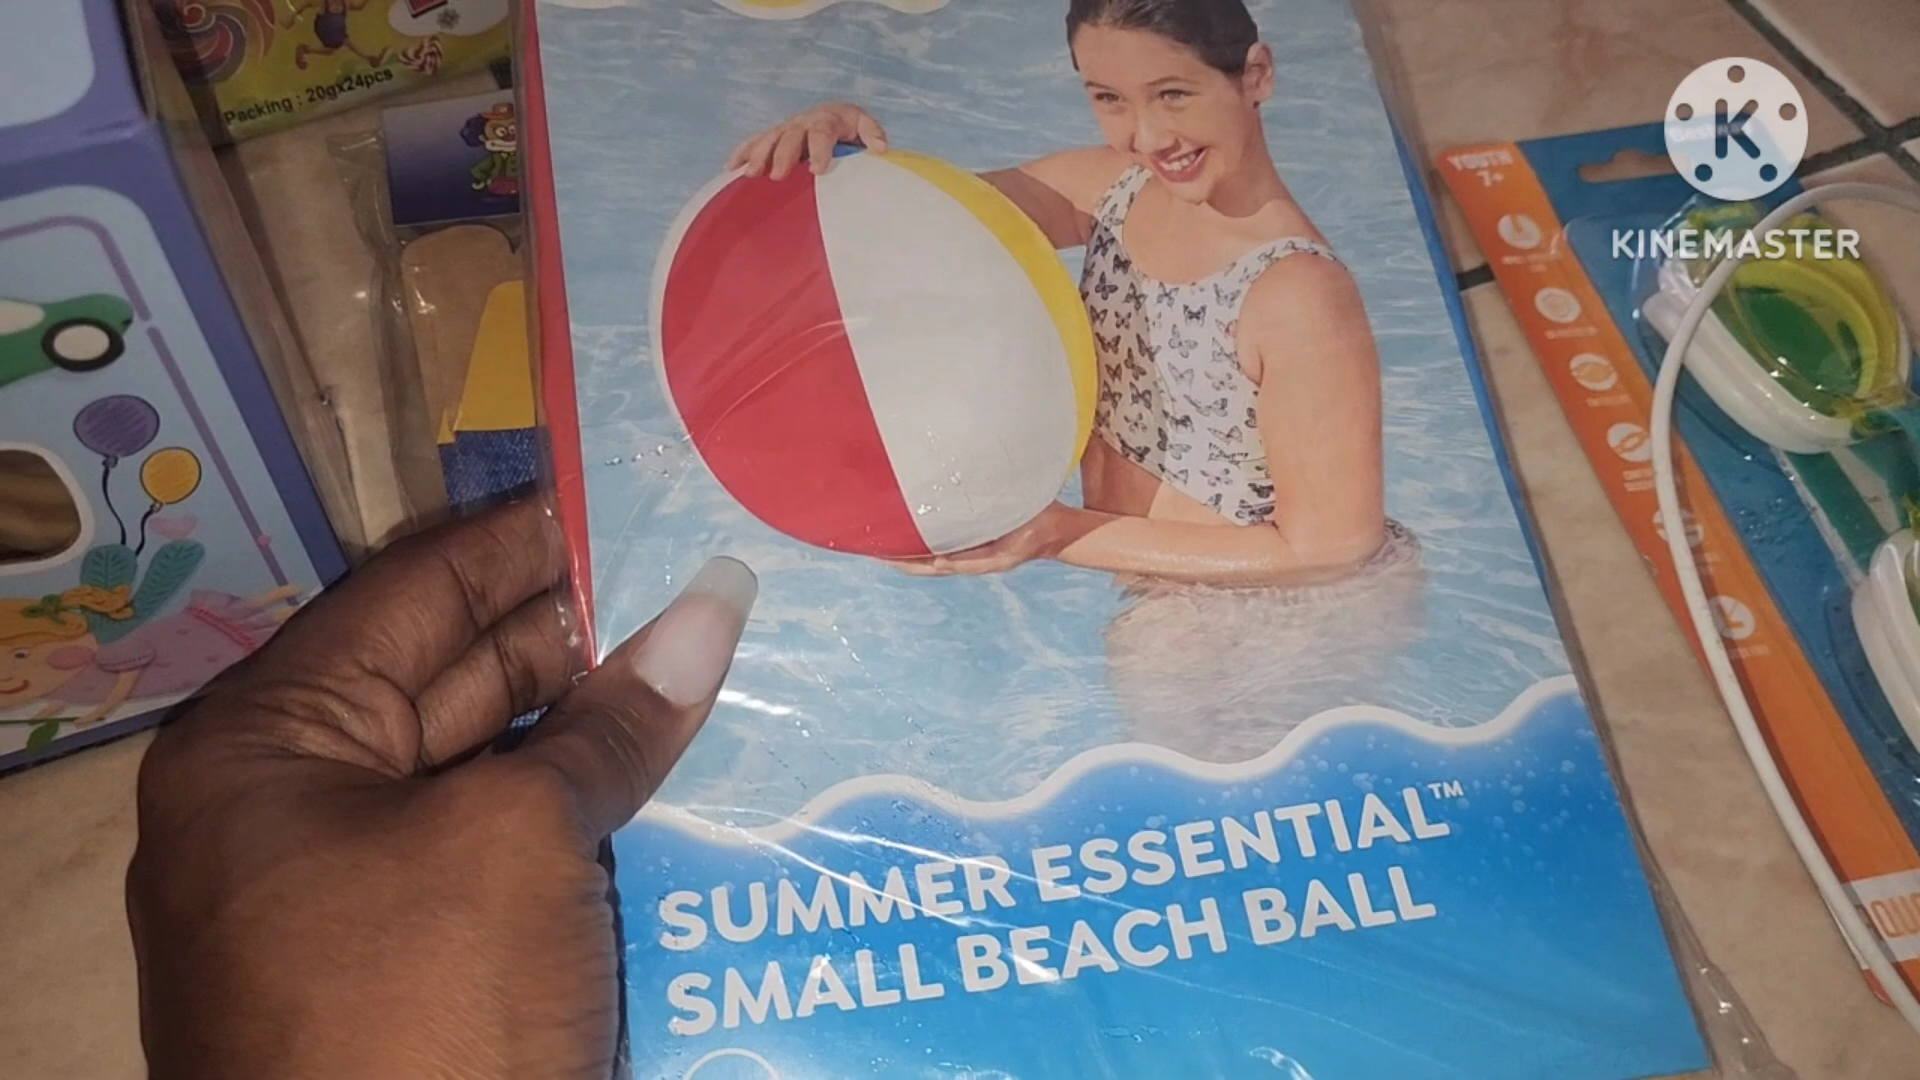 Packing : 20gx24pcs
YOUTH
7+
K
KINEMASTER
SUMMER ESSENTIAL™
SMALL BEACH BALL